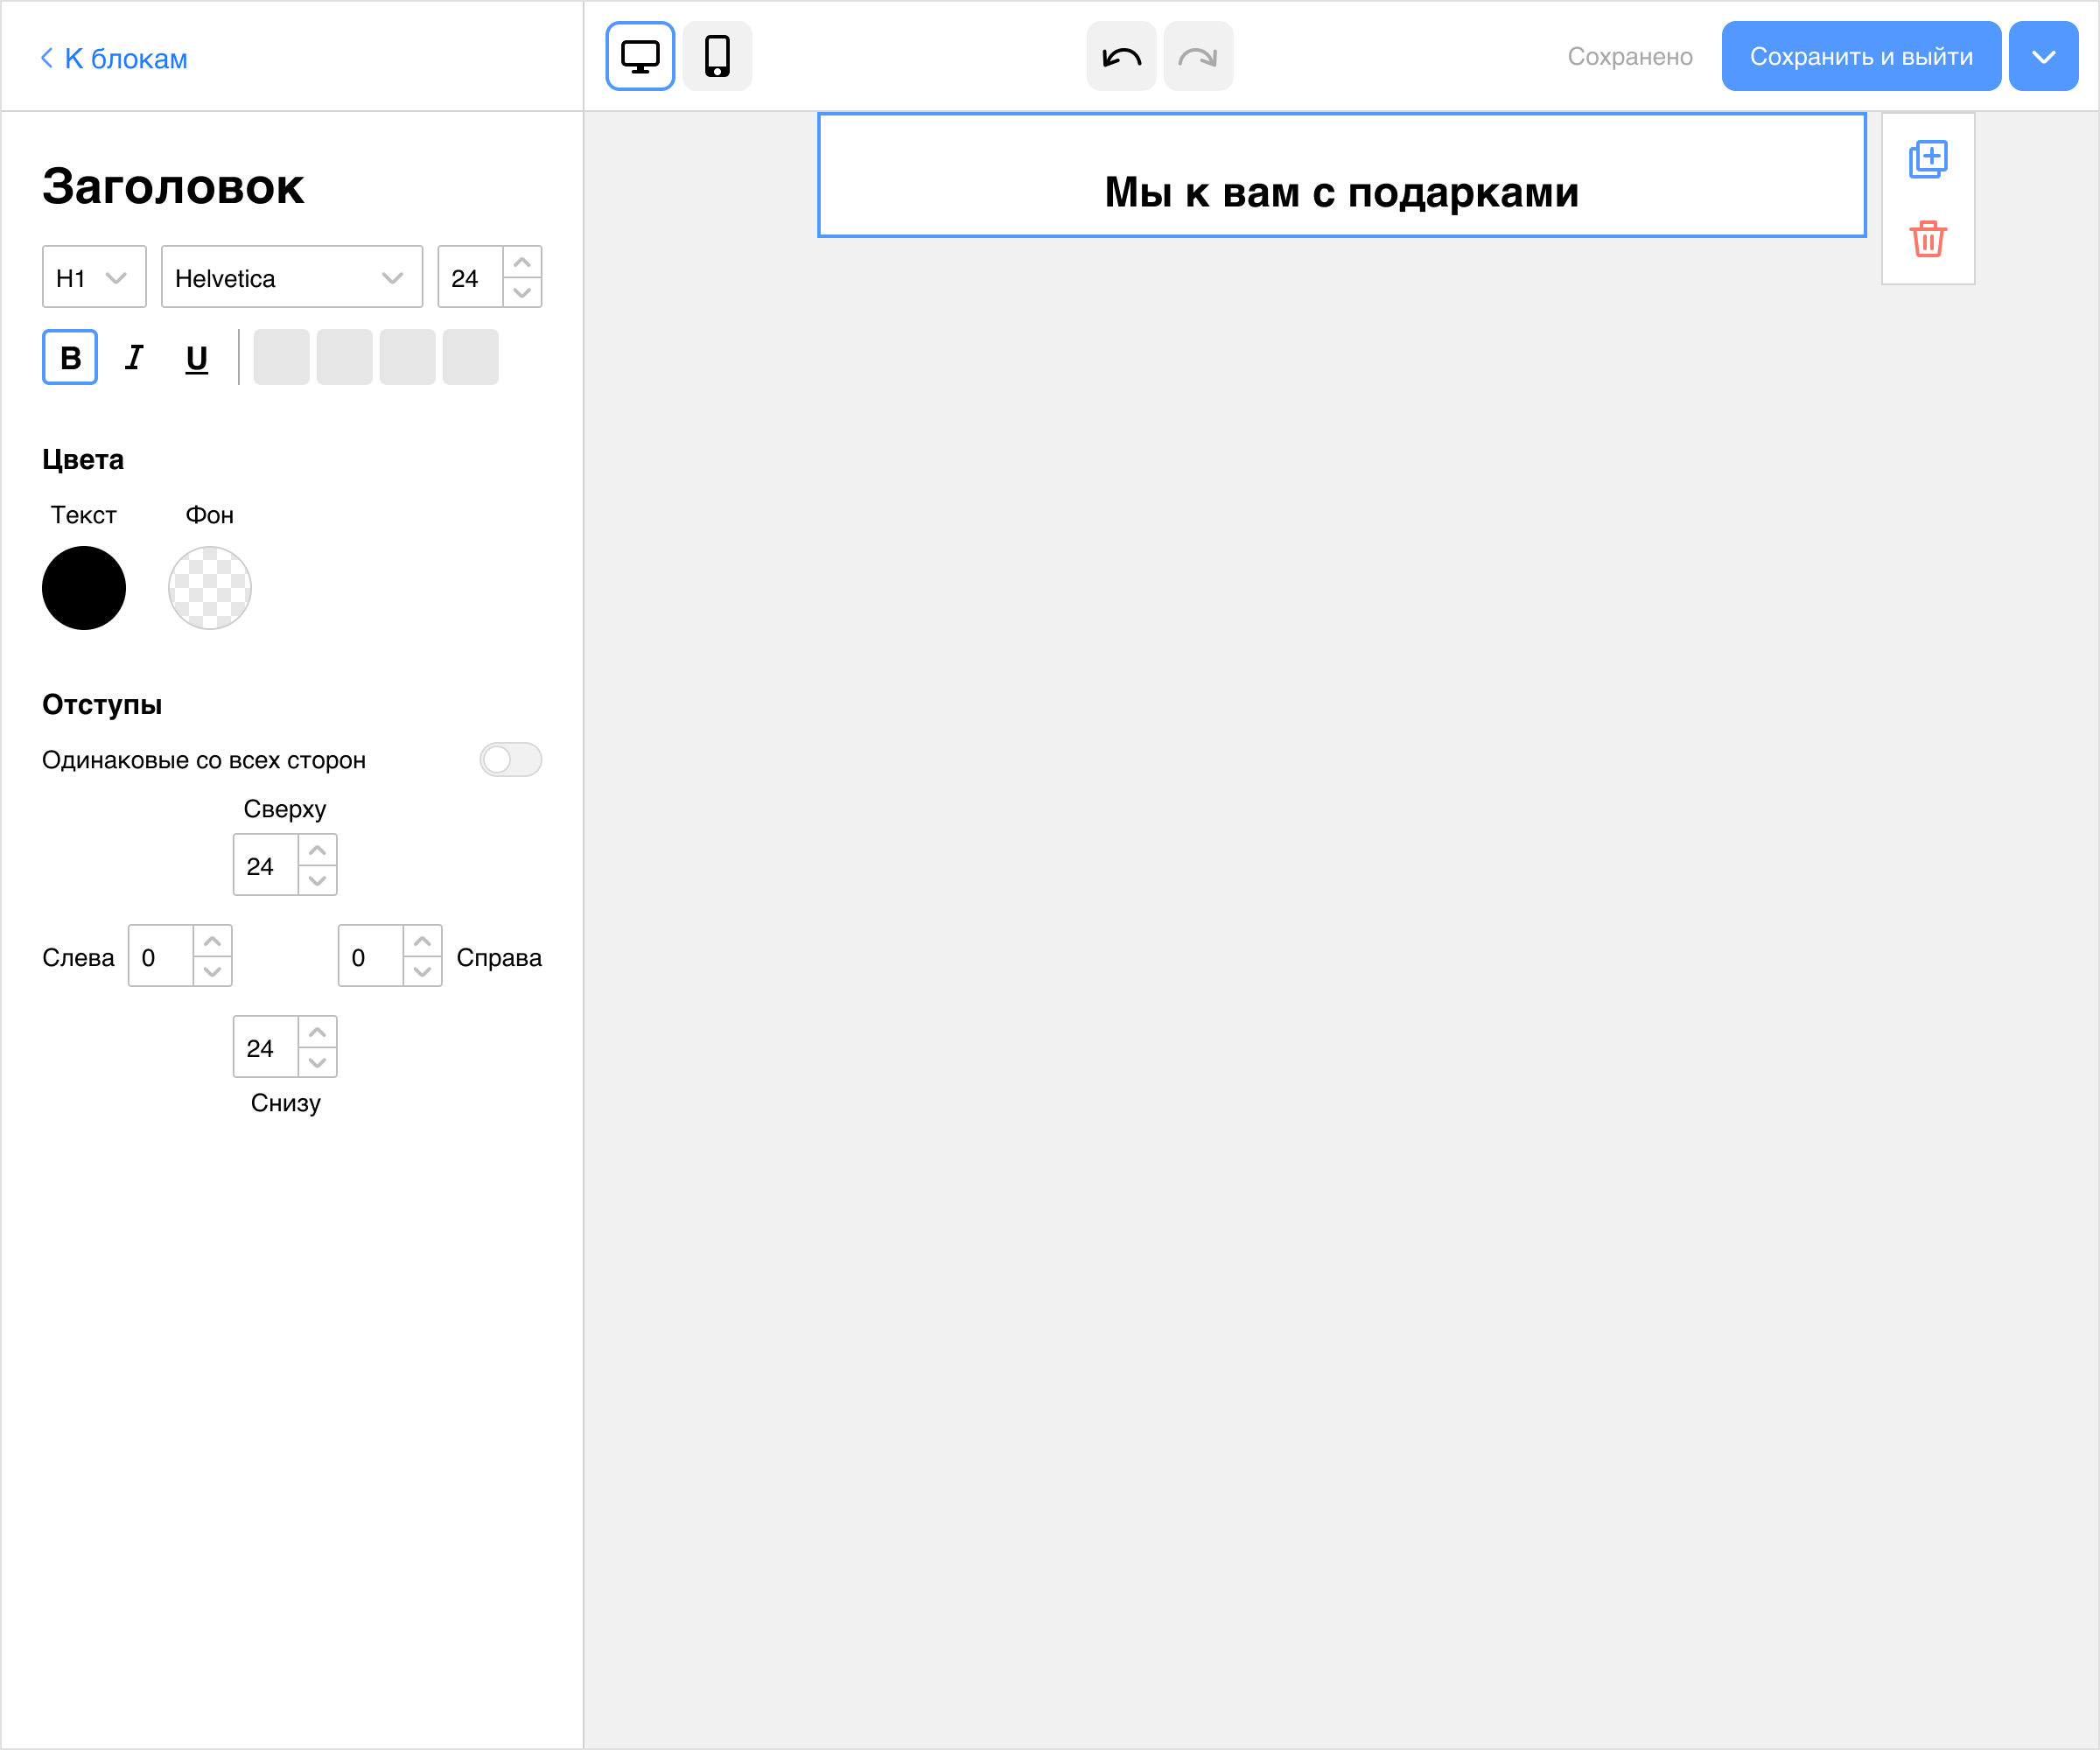 К блокам
Сохранено
Сохранить и выйти
Заголовок
Мы к вам с подарками
H1
Helvetica
24
B I U
Цвета
Текст Фон
Отступы
Одинаковые со всех сторон
Сверху
24
Слева 0 0 Справа
24
Снизу